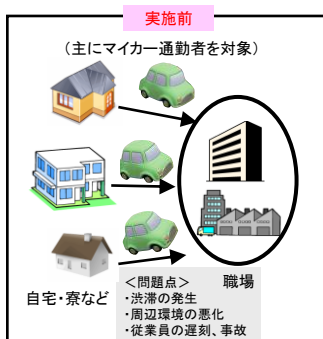 実施前
(主にマイカー通勤者を対象)
<問題点>
・渋滞の発生
・周辺環境の悪化
・従業員の遅刻、事故
職場
自宅・寮など